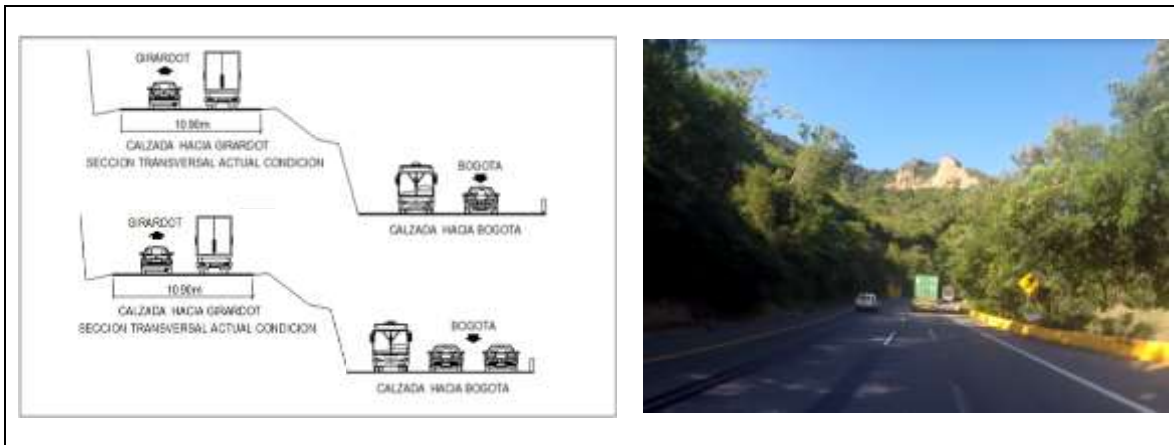 GIRARDOT
10.90m
CALZADA HACIA GIRARDOT
SECCION TRANSVERSAL ACTUAL CONDICION
BOGOTA
CALZADA HACIA BOGOTA
GIRARDOT
10.90m
CALZADA HACIA GIRARDOT
SECCION TRANSVERSAL ACTUAL CONDICION
BOGOTA
CALZADA HACIA BOGOTA